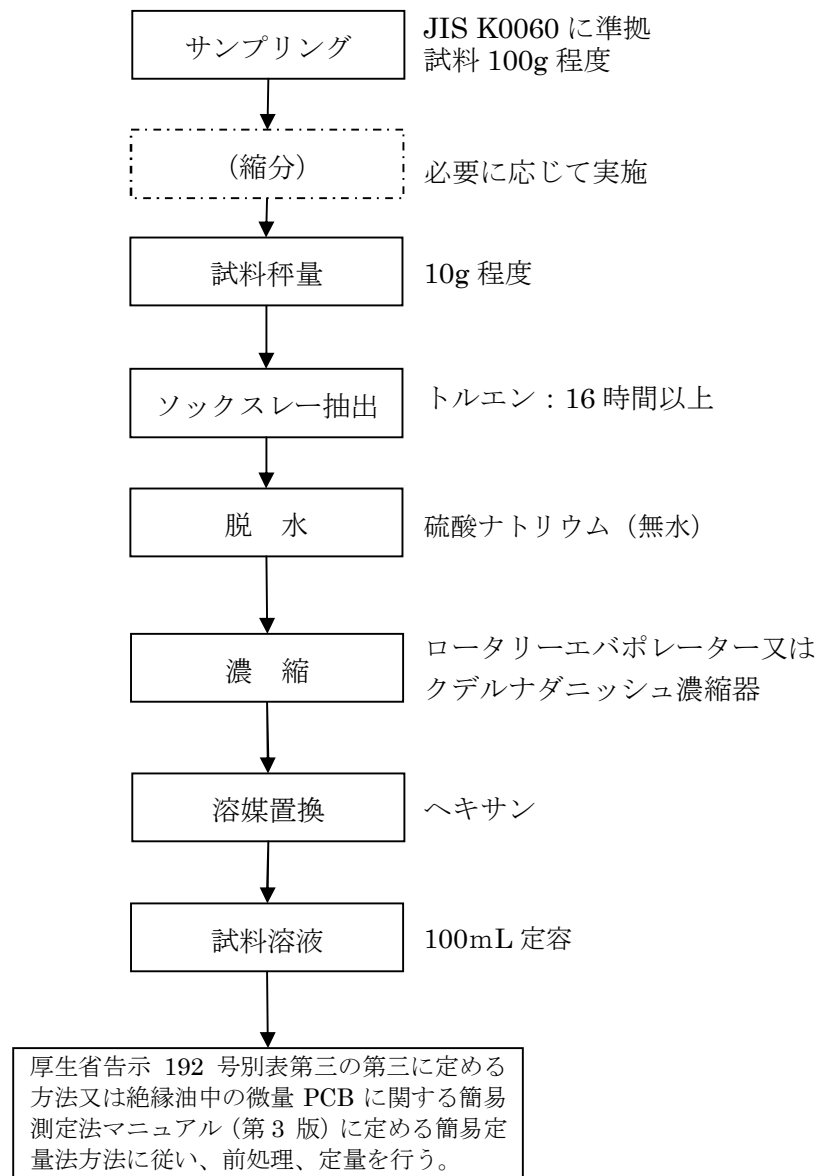 サンプリング
JIS K0060 に準拠
試料 100g 程度
（縮分）
必要に応じて実施
試料秤量
10g 程度
ソックスレー抽出
トルエン：16 時間以上
脱　水
硫酸ナトリウム（無水）
濃　縮
ロータリーエバポレーター又は
クデルナダニッシュ濃縮器
溶媒置換
ヘキサン
試料溶液
100mL 定容
厚生省告示 192 号別表第三の第三に定める
方法又は絶縁油中の微量 PCB に関する簡易
測定法マニュアル（第3 版）に定める簡易定
量法方法に従い、前処理、定量を行う。